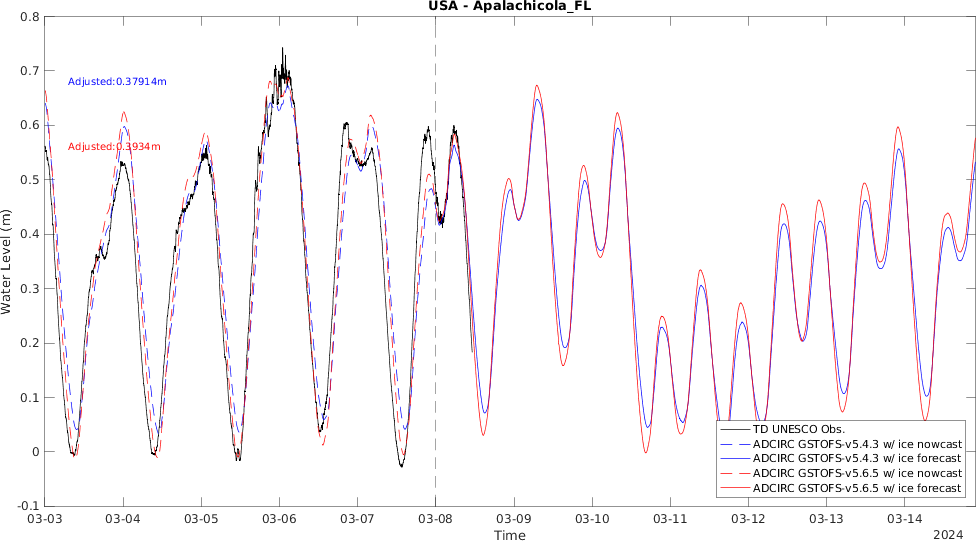 USA - Apalachicola_FL
0.8
0.7
Adjusted:0.37914m
0.6
Adjusted:0.3934m
0.5
0.4
Water Level (m)
0.3
0.2
0.1
0
-0.1
TD UNESCO Obs.
ADCIRC GSTOFS-v5.4.3 w/ ice nowcast
ADCIRC GSTOFS-v5.4.3 w/ ice forecast
ADCIRC GSTOFS-v5.6.5 w/ ice nowcast
ADCIRC GSTOFS-v5.6.5 w/ ice forecast
03-03 03-04 03-05 03-06 03-07 03-08 03-09 03-10 03-11 03-12 03-13 03-14
Time
2024